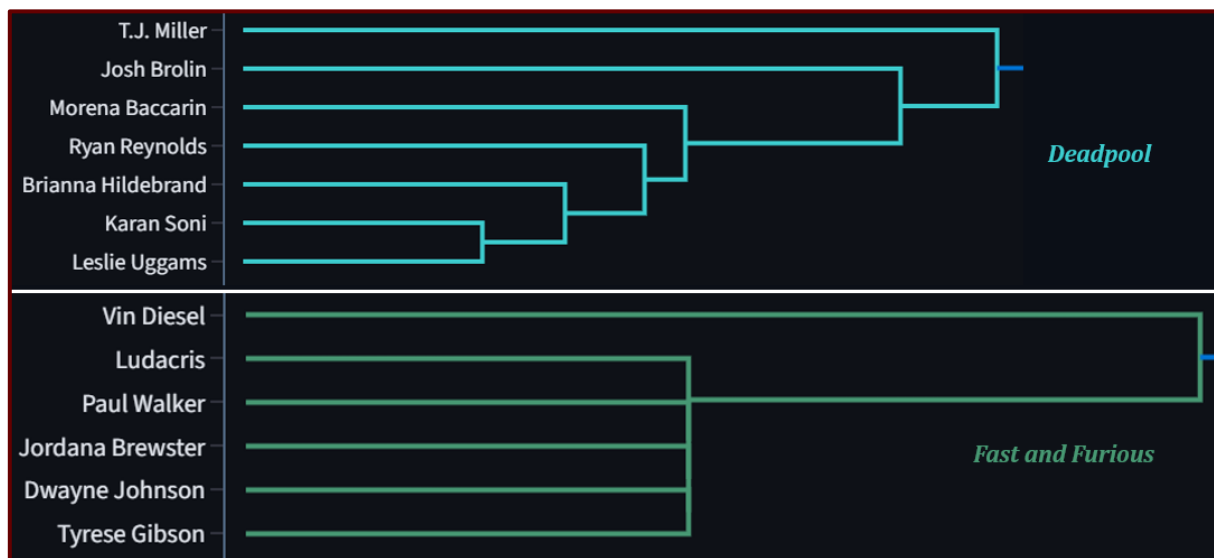 T.J. Miller
Josh Brolin
Morena Baccarin
Ryan Reynolds
Deadpool
Brianna Hildebrand
Karan Soni
Leslie Uggams
Vin Diesel
Ludacris
Paul Walker
Jordana Brewster
Fast and Furious
Dwayne Johnson
Tyrese Gibson